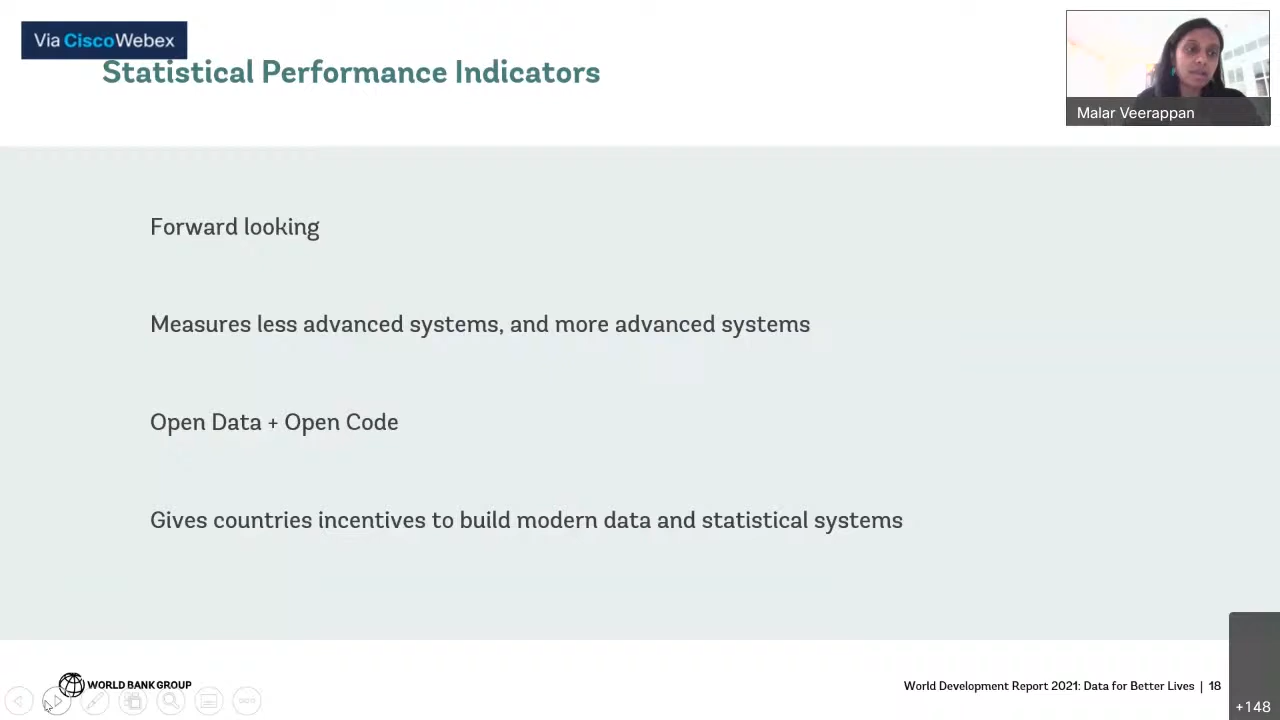 Via CiscoWebex
Statistical Performance Indicators
Malar Veerappan
Forward looking
Measures less advanced systems, and more advanced systems
Open Data + Open Code
Gives countries incentives to build modern data and statistical systems
WORLD BANK GROUP
World Development Report 2021: Data for Better Lives | 18
+148